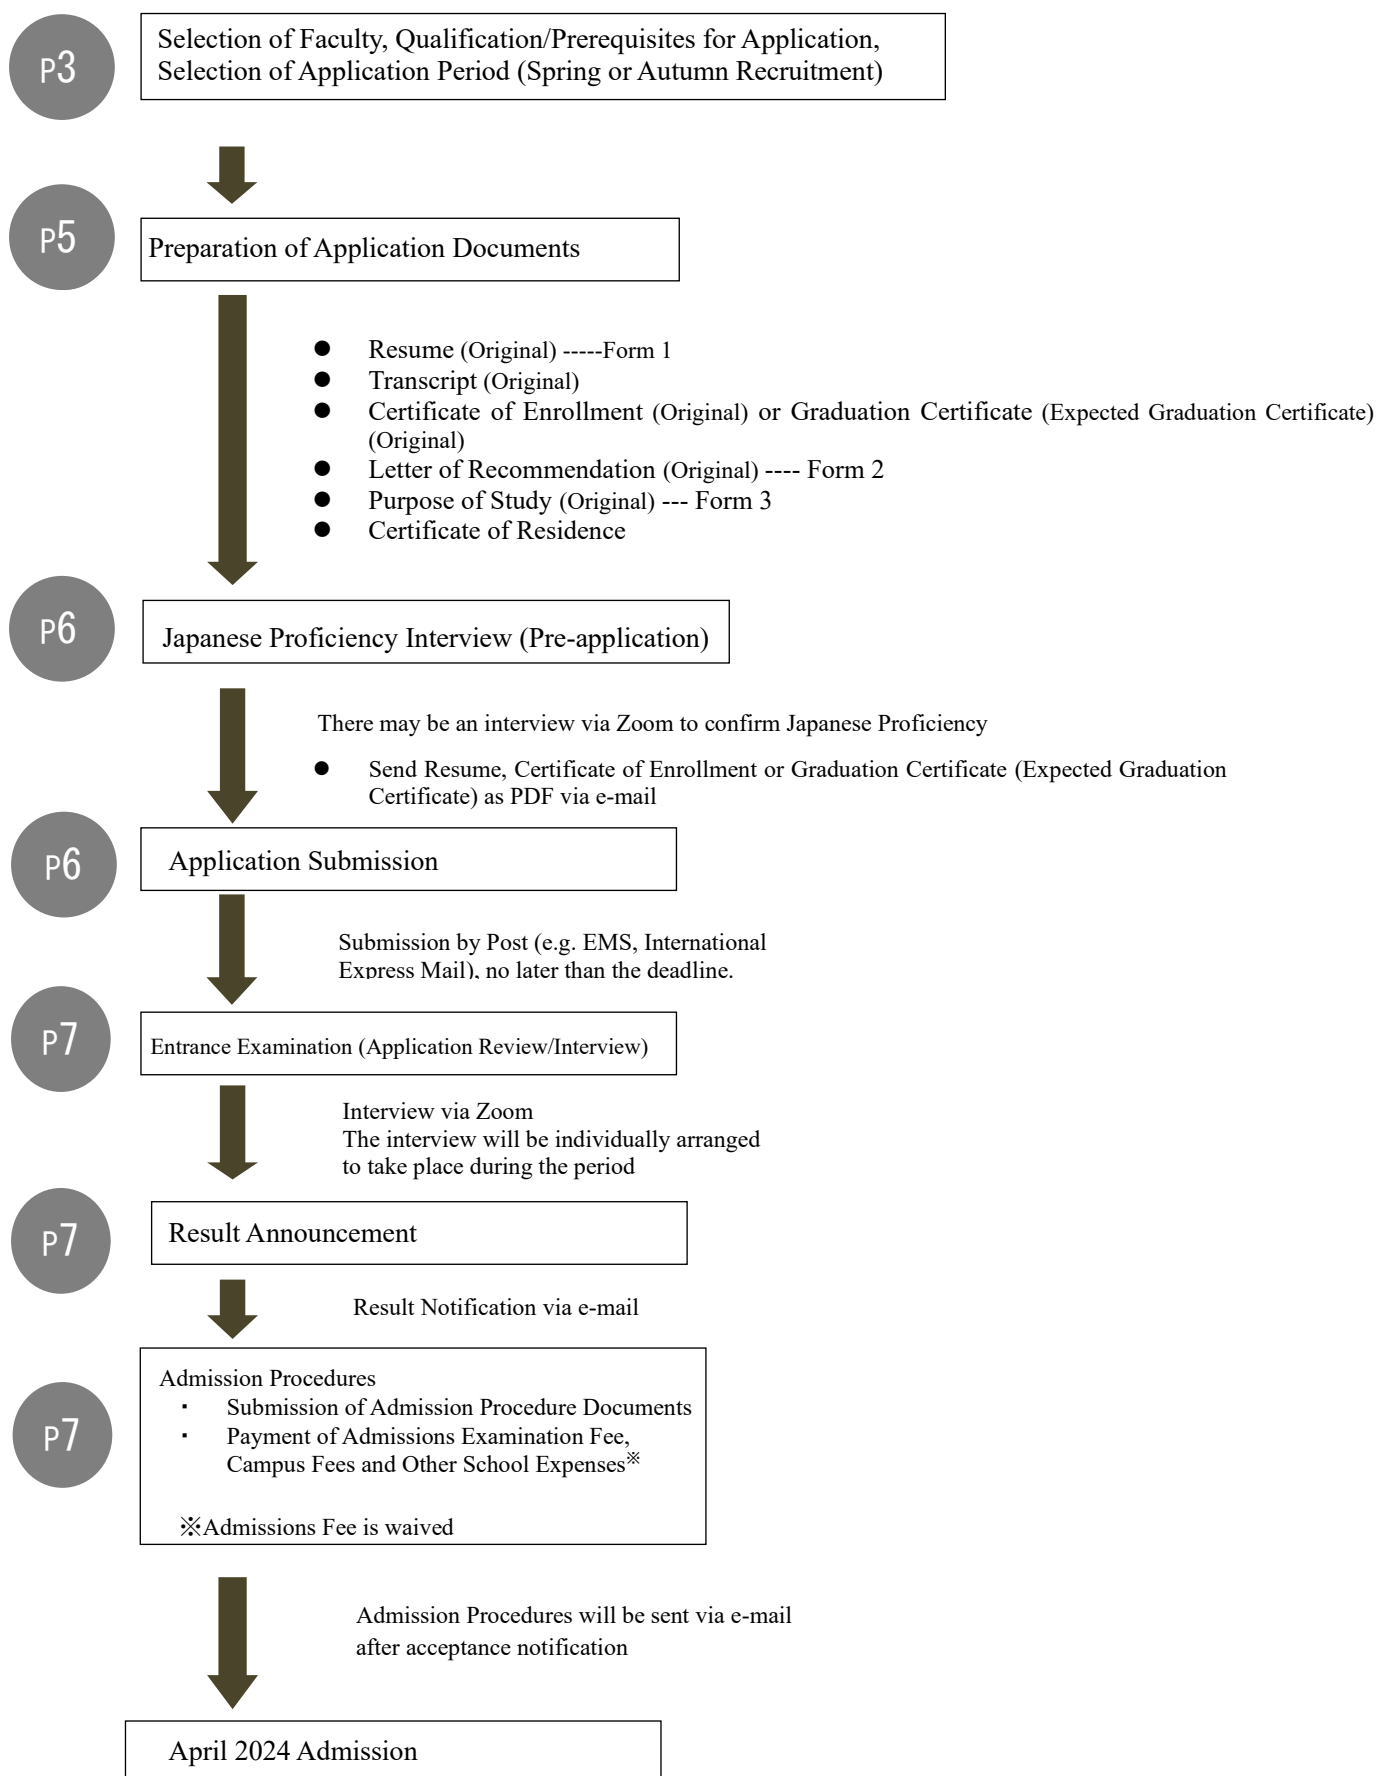 P3
Selection of Faculty, Qualification/Prerequisites for Application,
Selection of Application Period (Spring or Autumn Recruitment)
P5
Preparation of Application Documents
● Resume (Original) -----Form 1
● Transcript (Original)
● Certificate of Enrollment (Original) or Graduation Certificate (Expected Graduation Certificate)
(Original)
● Letter of Recommendation (Original) ---- Form 2
● Purpose of Study (Original) --- Form 3
● Certificate of Residence
P6
Japanese Proficiency Interview (Pre-application)
There may be an interview via Zoom to confirm Japanese Proficiency
● Send Resume, Certificate of Enrollment or Graduation Certificate (Expected Graduation
Certificate) as PDF via e-mail
P6
Application Submission
Submission by Post (e.g. EMS, International
Express Mail), no later than the deadline.
P7
Entrance Examination (Application Review/Interview)
Interview via Zoom
The interview will be individually arranged
to take place during the period
P7
Result Announcement
Result Notification via e-mail
P7
Admission Procedures
・ Submission of Admission Procedure Documents
・ Payment of Admissions Examination Fee,
Campus Fees and Other School Expenses※
※Admissions Fee is waived
Admission Procedures will be sent via e-mail
after acceptance notification
April 2024 Admission